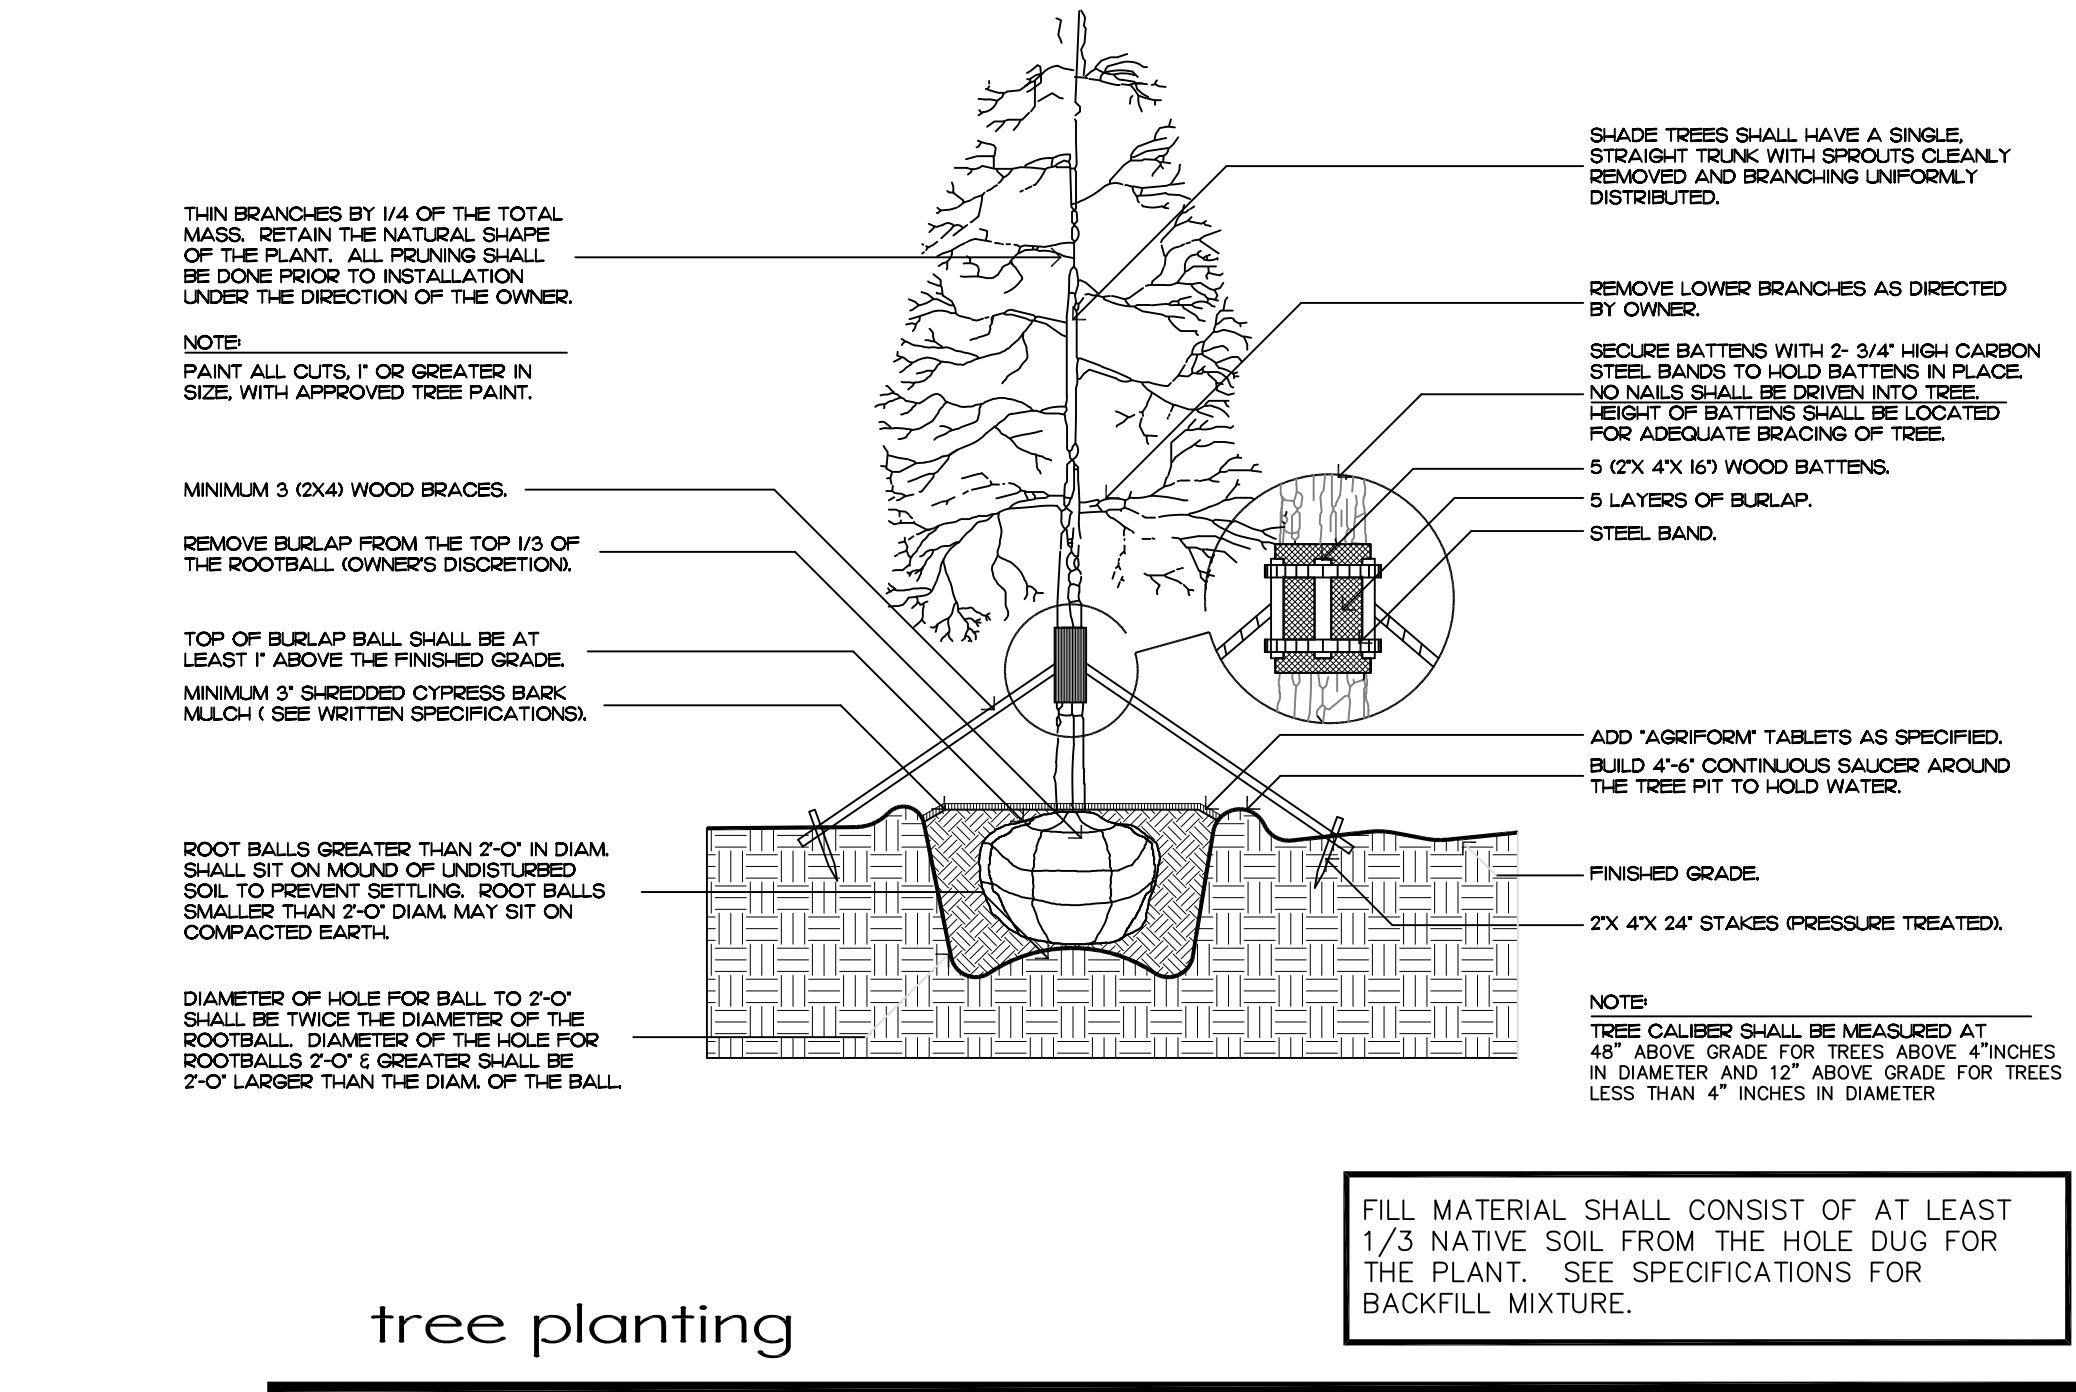 THIN BRANCHES BY 1/4 OF THE TOTAL
MASS. RETAIN THE NATURAL SHAPE
OF THE PLANT. ALL PRUNING SHALL
BE DONE PRIOR TO INSTALLATION
UNDER THE DIRECTION OF THE OWNER.
NOTE:
PAINT ALL CUTS, 1" OR GREATER IN
SIZE, WITH APPROVED TREE PAINT.
MINIMUM 3 (2X4) WOOD BRACES.
REMOVE BURLAP FROM THE TOP 1/3 OF
THE ROOTBALL (OWNER'S DISCRETION).
TOP OF BURLAP BALL SHALL BE AT
LEAST 1" ABOVE THE FINISHED GRADE.
MINIMUM 3" SHREDDED CYPRESS BARK
MULCH ( SEE WRITTEN SPECIFICATIONS).
ROOT BALLS GREATER THAN 2'-0" IN DIAM.
SHALL SIT ON MOUND OF UNDISTURBED
SOIL TO PREVENT SETTLING. ROOT BALLS
SMALLER THAN 2'-0" DIAM. MAY SIT ON
COMPACTED EARTH.
DIAMETER OF HOLE FOR BALL TO 2'-0"
SHALL BE TWICE THE DIAMETER OF THE
ROOTBALL. DIAMETER OF THE HOLE FOR
ROOTBALLS 2'-0" & GREATER SHALL BE
2'-0" LARGER THAN THE DIAM. OF THE BALL.
SHADE TREES SHALL HAVE A SINGLE,
STRAIGHT TRUNK WITH SPROUTS CLEANLY
REMOVED AND BRANCHING UNIFORMLY
DISTRIBUTED.
REMOVE LOWER BRANCHES AS DIRECTED
BY OWNER.
SECURE BATTENS WITH 2- 3/4" HIGH CARBON
STEEL BANDS TO HOLD BATTENS IN PLACE.
NO NAILS SHALL BE DRIVEN INTO TREE.
HEIGHT OF BATTENS SHALL BE LOCATED
FOR ADEQUATE BRACING OF TREE.
5 (2"X 4"X 16") WOOD BATTENS.
5 LAYERS OF BURLAP.
STEEL BAND.
ADD "AGRIFORM" TABLETS AS SPECIFIED.
BUILD 4"-6" CONTINUOUS SAUCER AROUND
THE TREE PIT TO HOLD WATER.
FINISHED GRADE.
2"X 4"X 24" STAKES (PRESSURE TREATED).
NOTE:
TREE CALIBER SHALL BE MEASURED AT
48" ABOVE GRADE FOR TREES ABOVE 4"INCHES
IN DIAMETER AND 12" ABOVE GRADE FOR TREES
LESS THAN 4" INCHES IN DIAMETER
FILL MATERIAL SHALL CONSIST OF AT LEAST
1/3 NATIVE SOIL FROM THE HOLE DUG FOR
THE PLANT. SEE SPECIFICATIONS FOR
BACKFILL MIXTURE.
tree planting